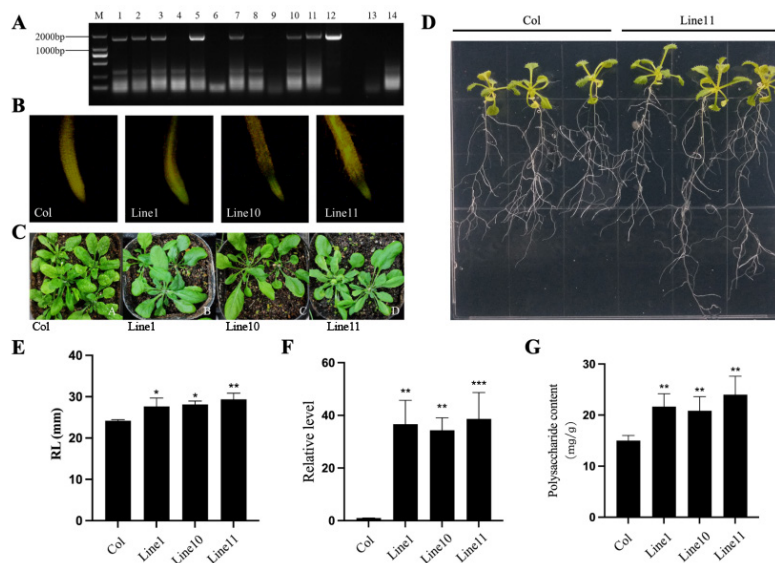 A
M 1 2 3 4 5 6 7 8 9 10 11 12 13 14
2000bp
1000bp
B
Col Line1 Line10 Line11
C
A B C D
Col Line1 Line10 Line11
D
Col Line11
E
RL (mm)
40
30
20
10
0
* * **
Col Line1 Line10 Line11
F
Relative level
60
40
20
0
** ** ***
Col Line1 Line10 Line11
G
Polysaccharide content
(mg/g)
30
20
10
0
** ** **
Col Line1 Line10 Line11